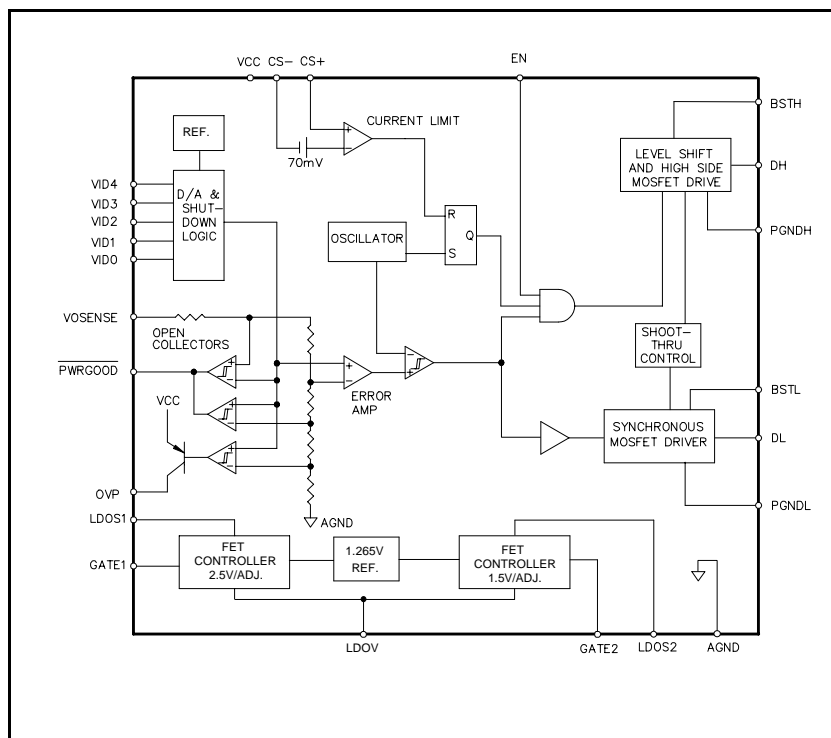 VCC CS- CS+
EN
BSTH
CURRENT LIMIT
REF.
+
-
70mV
LEVEL SHIFT
AND HIGH SIDE
MOSFET DRIVE
DH
VID4
VID3
VID2
VID1
VID0
D/A &
SHUT-
DOWN
LOGIC
OSCILLATOR
R
Q
S
PGNDH
VOSENSE
OPEN
COLLECTORS
SHOOT-
THRU
CONTROL
PWRGOOD
+
-
+
-
ERROR
AMP
-
+
BSTL
VCC
+
-
SYNCHRONOUS
MOSFET DRIVER
DL
+
-
OVP
PGNDL
LDOS1
AGND
GATE1
FET
CONTROLLER
2.5V/ADJ.
1.265V
REF.
FET
CONTROLLER
1.5V/ADJ.
LDOV
GATE2
LDOS2
AGND